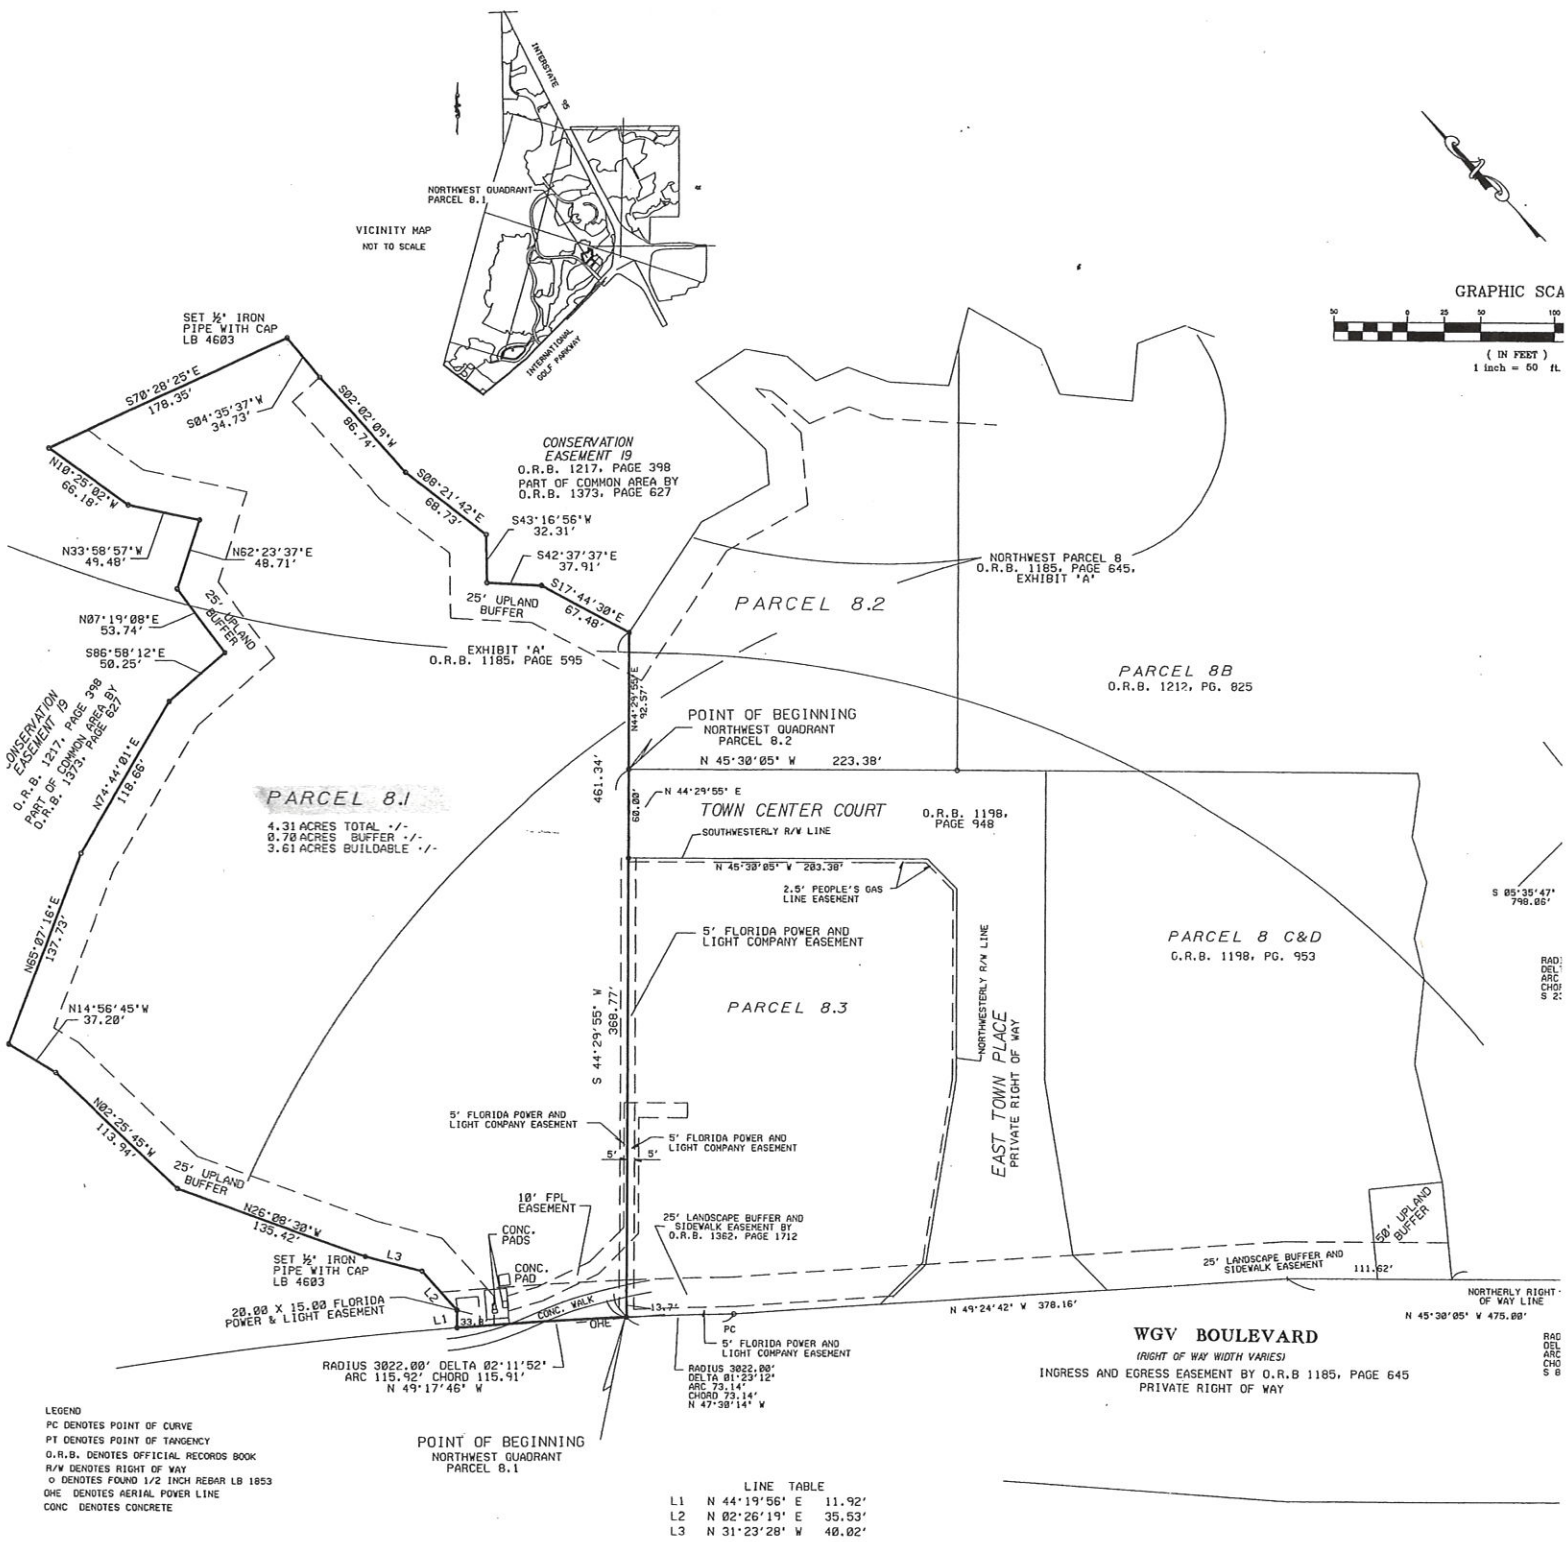 INTERSTATE 95
NORTHWEST QUADRANT
PARCEL 8.1
VICINITY MAP
NOT TO SCALE
INTERNATIONAL
GOLF PARKWAY
GRAPHIC SCA
50 0 25 50 100
( IN FEET )
1 inch = 50 ft.
SET ½" IRON
PIPE WITH CAP
LB 4603
S70°28'25"E
178.35'
S04°35'37"W
34.73'
S02°02'09"W
86.74'
N10°25'02"W
66.18'
CONSERVATION
EASEMENT 19
O.R.B. 1217, PAGE 398
PART OF COMMON AREA BY
O.R.B. 1373, PAGE 627
S08°21'42"E
68.73'
S43°16'56"W
32.31'
N33°58'57"W
49.48'
N62°23'37"E
48.71'
S42°37'37"E
37.91'
S17°44'30"E
67.48'
25' UPLAND
BUFFER
NORTHWEST PARCEL 8
O.R.B. 1185, PAGE 645,
EXHIBIT "A"
PARCEL 8.2
25' UPLAND
BUFFER
N07°19'08"E
53.74'
S86°58'12"E
50.25'
EXHIBIT "A"
O.R.B. 1185, PAGE 595
PARCEL 8B
O.R.B. 1212, PG. 825
N44°29'55"E
92.57'
ONSERVATION
EASEMENT 19
O.R.B. 1217, PAGE 398
PART OF COMMON AREA BY
O.R.B. 1373, PAGE 627
POINT OF BEGINNING
NORTHWEST QUADRANT
PARCEL 8.2
N 45°30'05" W 223.38'
N74°44'01"E
118.66'
461.34'
60.00'
N 44°29'55" E
PARCEL 8.1
4.31 ACRES TOTAL +/-
0.70 ACRES BUFFER +/-
3.61 ACRES BUILDABLE +/-
TOWN CENTER COURT
O.R.B. 1198,
PAGE 948
SOUTHWESTERLY R/W LINE
N 45°30'05" W 203.38'
2.5' PEOPLE'S GAS
LINE EASEMENT
S 05°35'47"
798.06'
N65°07'16"E
137.73'
5' FLORIDA POWER AND
LIGHT COMPANY EASEMENT
NORTHWESTERLY R/W LINE
PARCEL 8 C&D
O.R.B. 1198, PG. 953
RADI
DELT
ARC
CHOR
S 2
S 44°29'55" W
368.77'
PARCEL 8.3
EAST TOWN PLACE
PRIVATE RIGHT OF WAY
N14°56'45"W
37.20'
N02°25'45"W
113.94'
5' FLORIDA POWER AND
LIGHT COMPANY EASEMENT
5' FLORIDA POWER AND
LIGHT COMPANY EASEMENT
5' 5'
25' UPLAND
BUFFER
10' FPL
EASEMENT
N26°08'30"W
135.42'
CONC.
PADS
25' LANDSCAPE BUFFER AND
SIDEWALK EASEMENT BY
O.R.B. 1362, PAGE 1712
50' UPLAND
BUFFER
L3
SET ½" IRON
PIPE WITH CAP
LB 4603
CONC.
PAD
25' LANDSCAPE BUFFER AND
SIDEWALK EASEMENT
111.62'
L2
20.00 X 15.00 FLORIDA
POWER & LIGHT EASEMENT
L1
33.8'
CONC. WALK
OHE
13.7'
N 49°24'42" W 378.16'
NORTHERLY RIGHT-
OF WAY LINE
N 45°30'05" W 475.00'
PC
5' FLORIDA POWER AND
LIGHT COMPANY EASEMENT
WGV BOULEVARD
(RIGHT OF WAY WIDTH VARIES)
INGRESS AND EGRESS EASEMENT BY O.R.B 1185, PAGE 645
PRIVATE RIGHT OF WAY
RAD
DEL
ARC
CHO
S 8
RADIUS 3022.00' DELTA 02°11'52"
ARC 115.92' CHORD 115.91'
N 49°17'46" W
RADIUS 3022.00'
DELTA 01°23'12"
ARC 73.14'
CHORD 73.14'
N 47°30'14" W
LEGEND
PC DENOTES POINT OF CURVE
PT DENOTES POINT OF TANGENCY
O.R.B. DENOTES OFFICIAL RECORDS BOOK
R/W DENOTES RIGHT OF WAY
o DENOTES FOUND 1/2 INCH REBAR LB 1853
OHE DENOTES AERIAL POWER LINE
CONC DENOTES CONCRETE
POINT OF BEGINNING
NORTHWEST QUADRANT
PARCEL 8.1
LINE TABLE
L1 N 44°19'56" E 11.92'
L2 N 02°26'19" E 35.53'
L3 N 31°23'28" W 40.02'